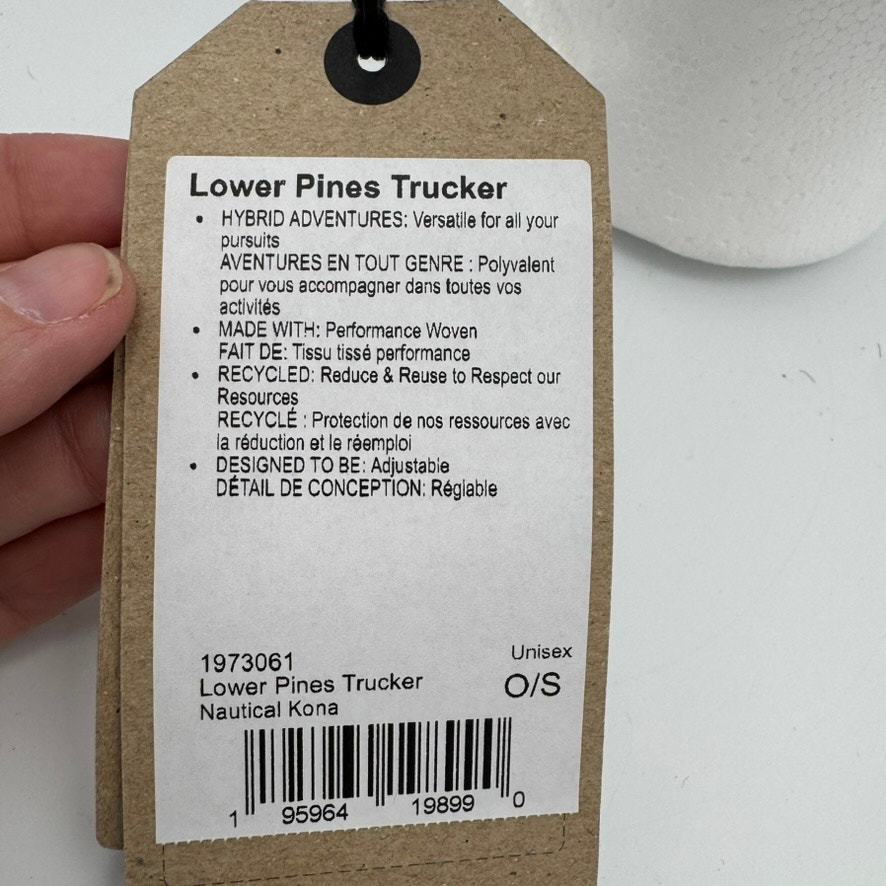 Lower Pines Trucker
• HYBRID ADVENTURES: Versatile for all your
pursuits
AVENTURES EN TOUT GENRE : Polyvalent
pour vous accompagner dans toutes vos
activités
• MADE WITH: Performance Woven
FAIT DE: Tissu tissé performance
• RECYCLED: Reduce & Reuse to Respect our
Resources
RECYCLÉ : Protection de nos ressources avec
la réduction et le réemploi
• DESIGNED TO BE: Adjustable
DÉTAIL DE CONCEPTION: Réglable
1973061
Unisex
Lower Pines Trucker
O/S
Nautical Kona
1 95964 19899 0